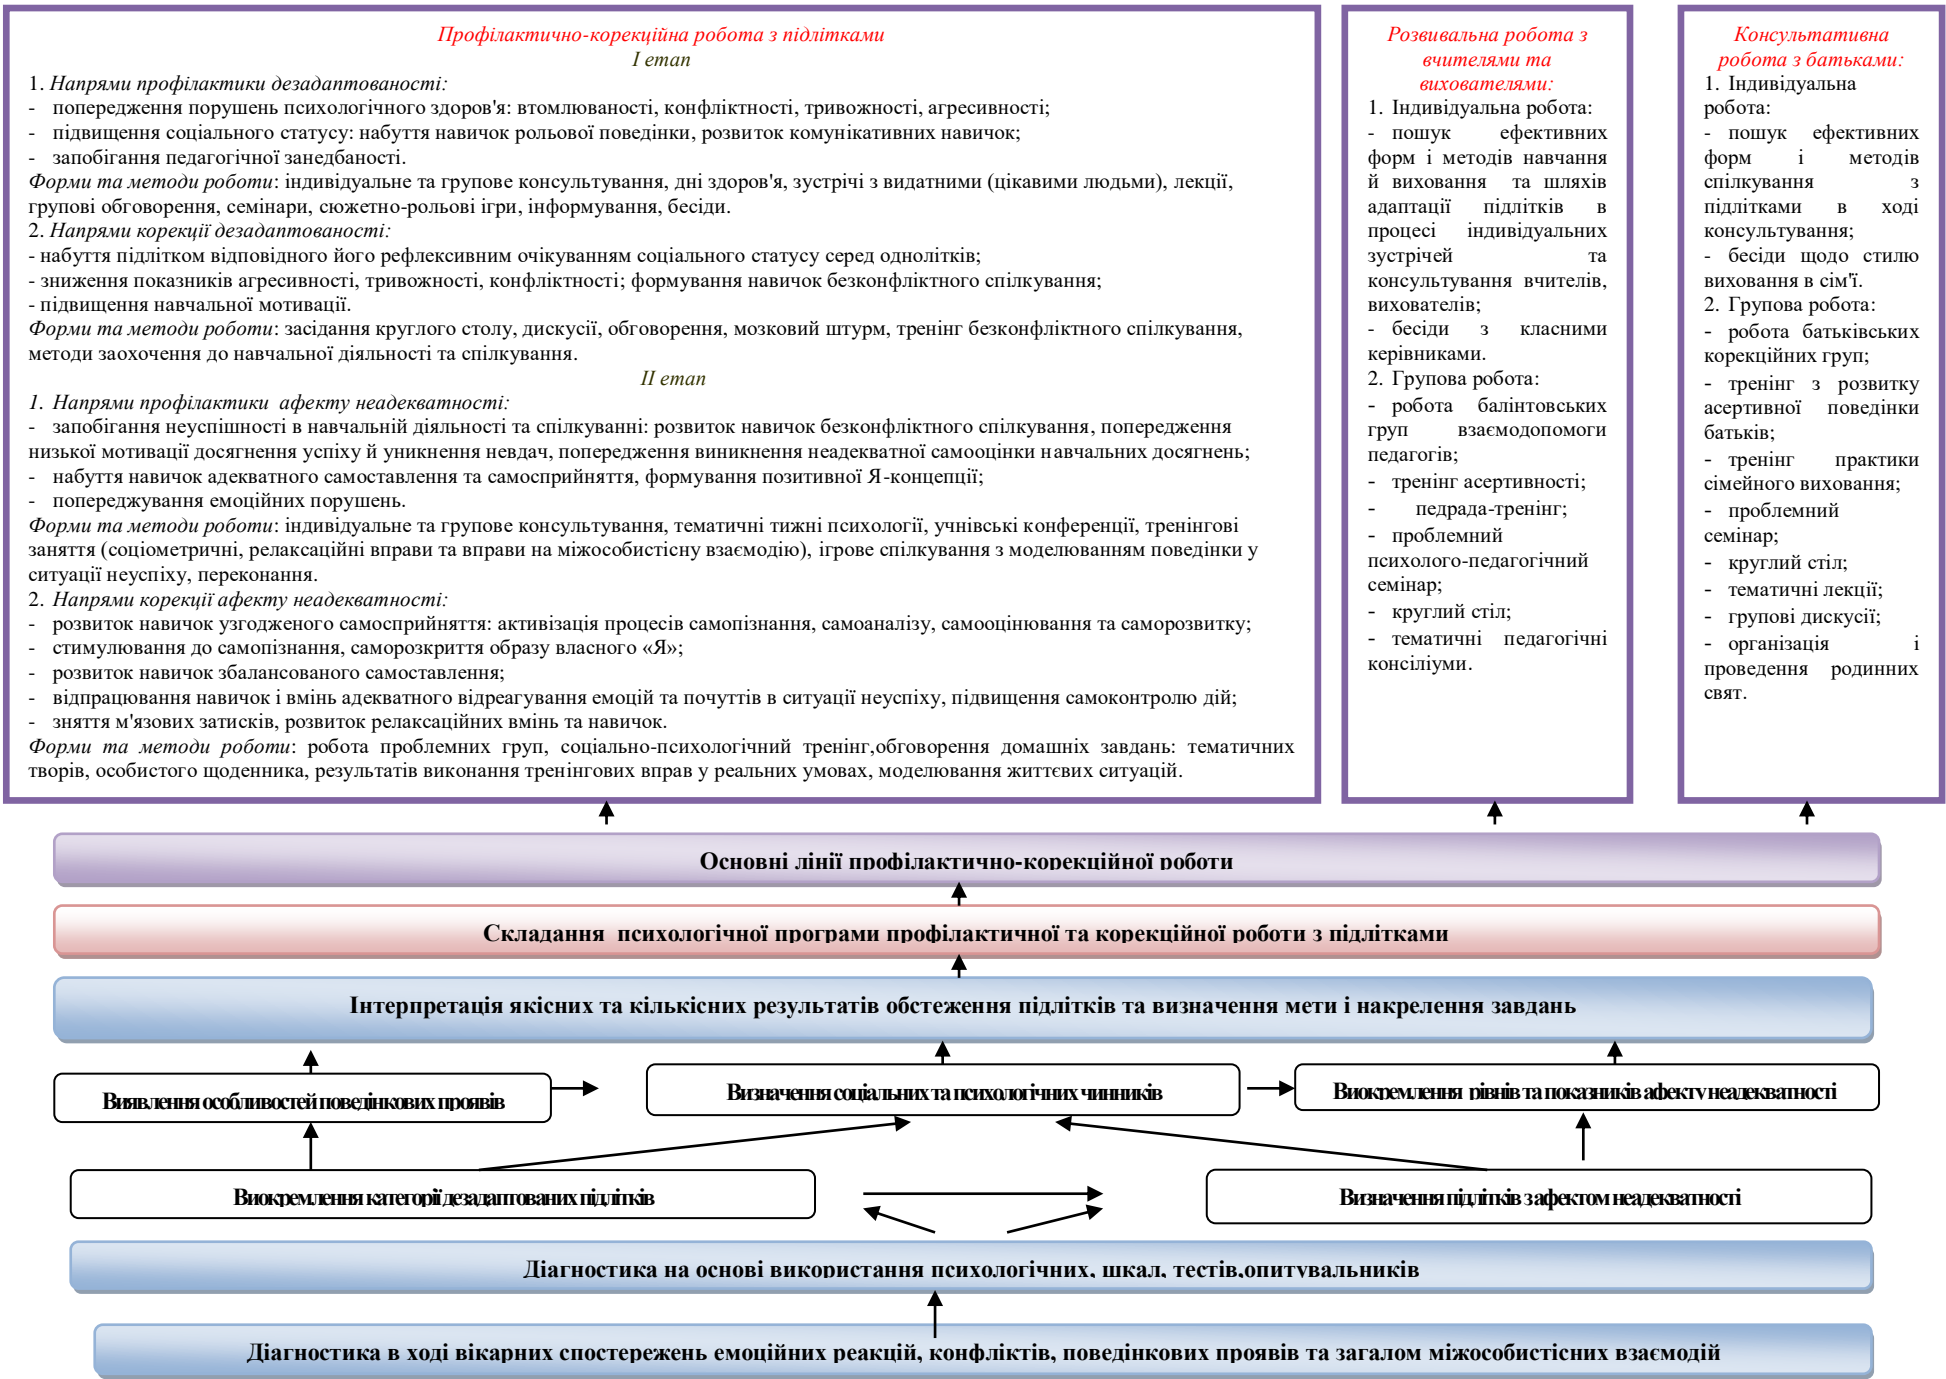 Профілактично-корекційна робота з підлітками
І етап
1. Напрями профілактики дезадаптованості:
- попередження порушень психологічного здоров'я: втомлюваності, конфліктності, тривожності, агресивності;
- підвищення соціального статусу: набуття навичок рольової поведінки, розвиток комунікативних навичок;
- запобігання педагогічної занедбаності.
Форми та методи роботи: індивідуальне та групове консультування, дні здоров'я, зустрічі з видатними (цікавими людьми), лекції,
групові обговорення, семінари, сюжетно-рольові ігри, інформування, бесіди.
2. Напрями корекції дезадаптованості:
- набуття підлітком відповідного його рефлексивним очікуванням соціального статусу серед однолітків;
- зниження показників агресивності, тривожності, конфліктності; формування навичок безконфліктного спілкування;
- підвищення навчальної мотивації.
Форми та методи роботи: засідання круглого столу, дискусії, обговорення, мозковий штурм, тренінг безконфліктного спілкування,
методи заохочення до навчальної діяльності та спілкування.
ІІ етап
1. Напрями профілактики афекту неадекватності:
- запобігання неуспішності в навчальній діяльності та спілкуванні: розвиток навичок безконфліктного спілкування, попередження
низької мотивації досягнення успіху й уникнення невдач, попередження виникнення неадекватної самооцінки навчальних досягнень;
- набуття навичок адекватного самоставлення та самосприйняття, формування позитивної Я-концепції;
- попереджування емоційних порушень.
Форми та методи роботи: індивідуальне та групове консультування, тематичні тижні психології, учнівські конференції, тренінгові
заняття (соціометричні, релаксаційні вправи та вправи на міжособистісну взаємодію), ігрове спілкування з моделюванням поведінки у
ситуації неуспіху, переконання.
2. Напрями корекції афекту неадекватності:
- розвиток навичок узгодженого самосприйняття: активізація процесів самопізнання, самоаналізу, самооцінювання та саморозвитку;
- стимулювання до самопізнання, саморозкриття образу власного «Я»;
- розвиток навичок збалансованого самоставлення;
- відпрацювання навичок і вмінь адекватного відреагування емоцій та почуттів в ситуації неуспіху, підвищення самоконтролю дій;
- зняття м'язових затисків, розвиток релаксаційних вмінь та навичок.
Форми та методи роботи: робота проблемних груп, соціально-психологічний тренінг,обговорення домашніх завдань: тематичних
творів, особистого щоденника, результатів виконання тренінгових вправ у реальних умовах, моделювання життєвих ситуацій.
Розвивальна робота з
вчителями та
вихователями:
1. Індивідуальна робота:
- пошук ефективних
форм і методів навчання
й виховання та шляхів
адаптації підлітків в
процесі індивідуальних
зустрічей та
консультування вчителів,
вихователів;
- бесіди з класними
керівниками.
2. Групова робота:
- робота балінтовських
груп взаємодопомоги
педагогів;
- тренінг асертивності;
- педрада-тренінг;
- проблемний
психолого-педагогічний
семінар;
- круглий стіл;
- тематичні педагогічні
консіліуми.
Консультативна
робота з батьками:
1. Індивідуальна
робота:
- пошук ефективних
форм і методів
спілкування з
підлітками в ході
консультування;
- бесіди щодо стилю
виховання в сім'ї.
2. Групова робота:
- робота батьківських
корекційних груп;
- тренінг з розвитку
асертивної поведінки
батьків;
- тренінг практики
сімейного виховання;
- проблемний
семінар;
- круглий стіл;
- тематичні лекції;
- групові дискусії;
- організація і
проведення родинних
свят.
Основні лінії профілактично-корекційної роботи
Складання психологічної програми профілактичної та корекційної роботи з підлітками
Інтерпретація якісних та кількісних результатів обстеження підлітків та визначення мети і накрелення завдань
Виявлення особливостей поведінкових проявів
Визначення соціальних та психологічних чинників
Виокремлення рівнів та показників афекту неадекватності
Виокремлення категорії дезадаптованих підлітків
Визначення підлітків з афектом неадекватності
Діагностика на основі використання психологічних, шкал, тестів,опитувальників
Діагностика в ході вікарних спостережень емоційних реакцій, конфліктів, поведінкових проявів та загалом міжособистісних взаємодій